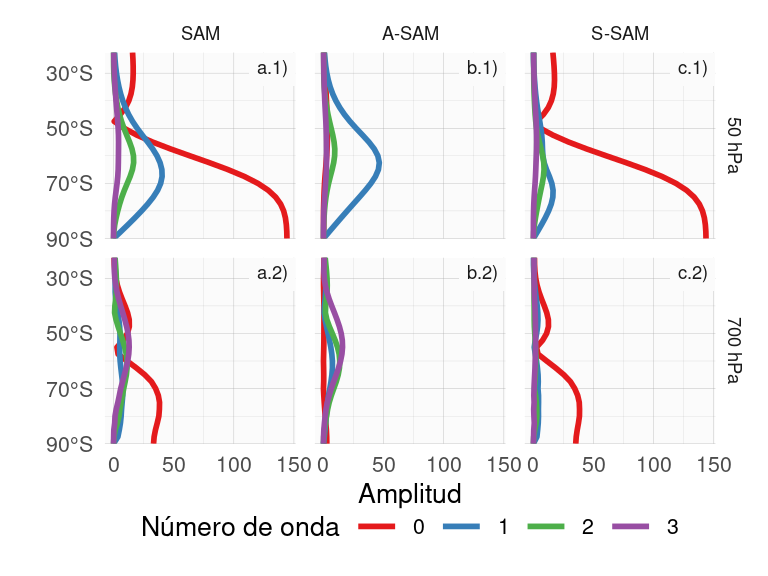 SAM A-SAM S-SAM
30°S a.1) b.1) c.1)
50°S
70°S
90°S
50 hPa
30°S a.2) b.2) c.2)
50°S
70°S
90°S
700 hPa
0 50 100 150 0 50 100 150 0 50 100 150
Amplitud
Número de onda 0 1 2 3